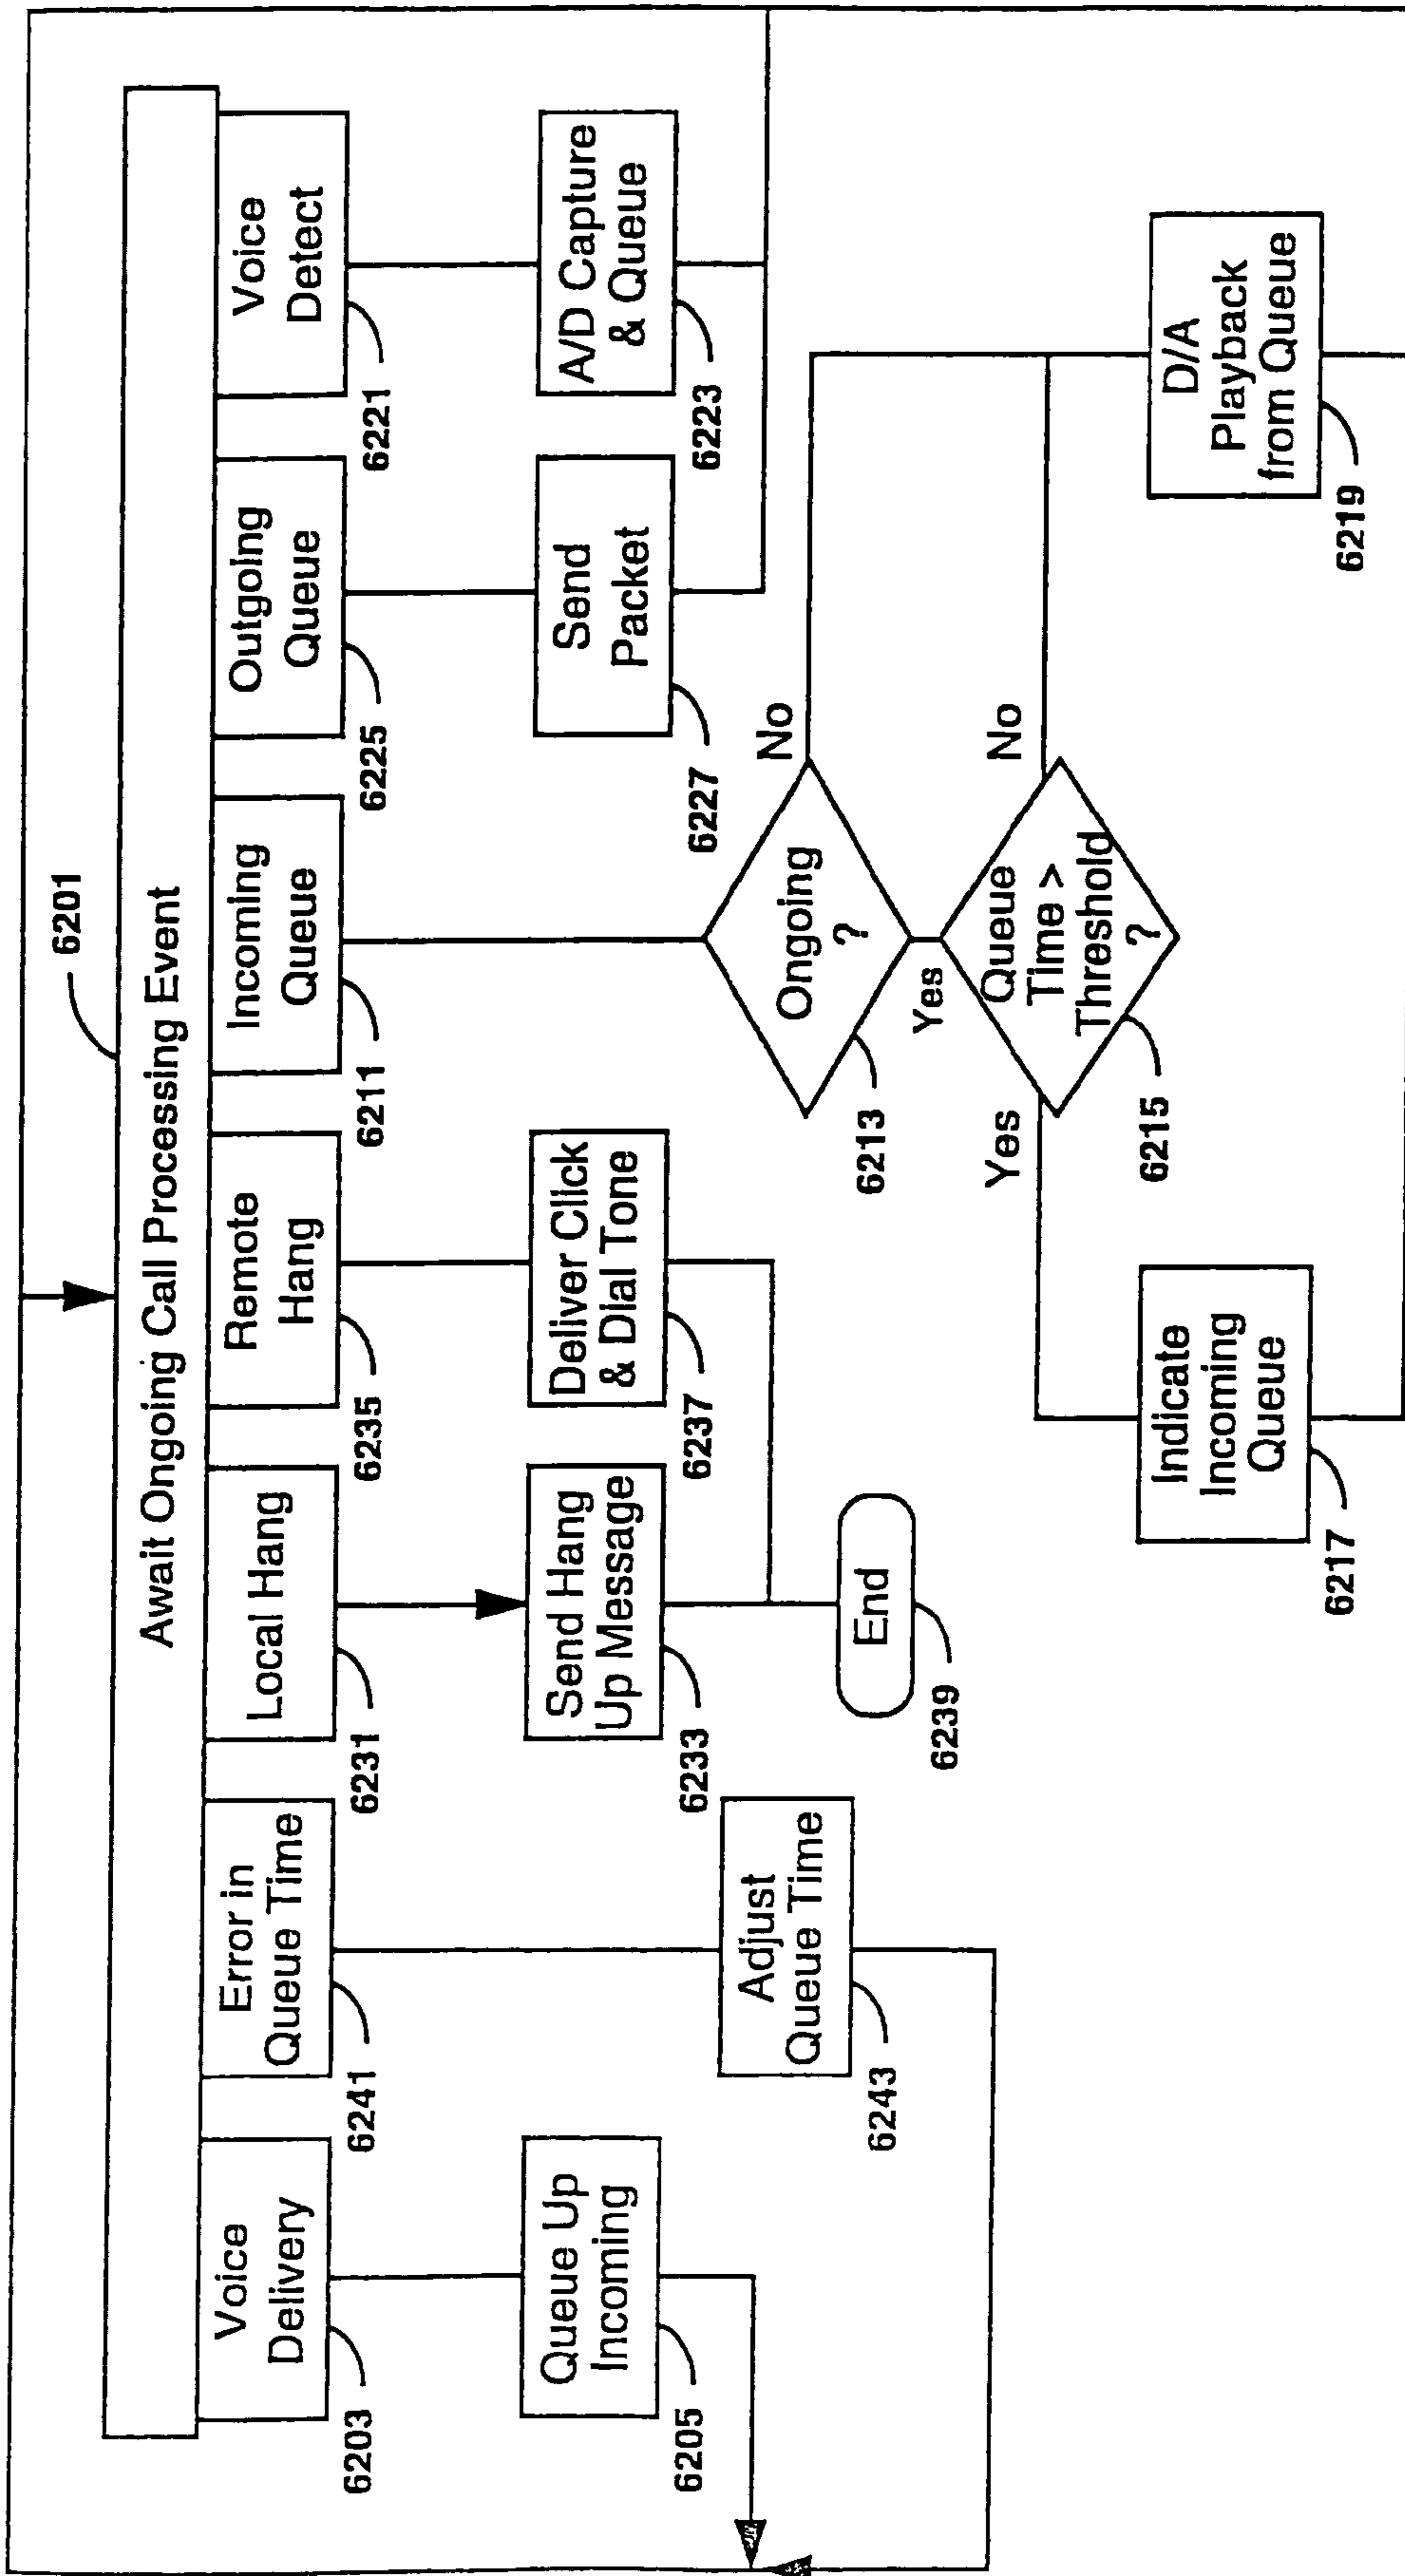 6201
Await Ongoing Call Processing Event
Voice
Delivery
6203
Error in
Queue Time
6241
Local Hang
6231
Remote
Hang
6235
Incoming
Queue
6211
Outgoing
Queue
6225
Voice
Detect
6221
Queue Up
Incoming
6205
Adjust
Queue Time
6243
Send Hang
Up Message
6233
Deliver Click
& Dial Tone
6237
Send
Packet
6227
A/D Capture
& Queue
6223
End
6239
Ongoing
?
6213
No
Yes
Queue
Time >
Threshold
?
6215
No
Yes
Indicate
Incoming
Queue
6217
D/A
Playback
from Queue
6219